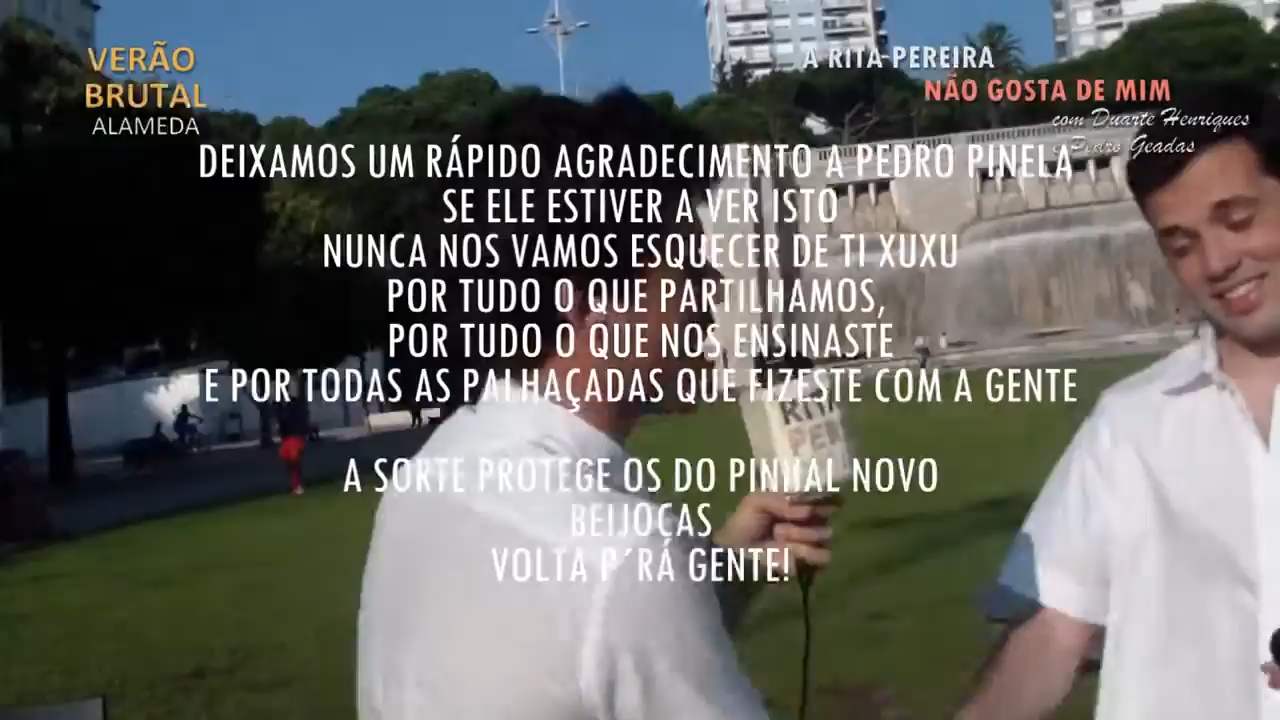 VERÃO
BRUTAL
ALAMEDA
A RITA PEREIRA
NÃO GOSTA DE MIM
com Duarte Henriques
e Pedro Geadas
DEIXAMOS UM RÁPIDO AGRADECIMENTO A PEDRO PINELA
SE ELE ESTIVER A VER ISTO
NUNCA NOS VAMOS ESQUECER DE TI XUXU
POR TUDO O QUE PARTILHAMOS,
POR TUDO O QUE NOS ENSINASTE
E POR TODAS AS PALHAÇADAS QUE FIZESTE COM A GENTE
A SORTE PROTEGE OS DO PINHAL NOVO
BEIJOCAS
VOLTA P´RÁ GENTE!
RITA